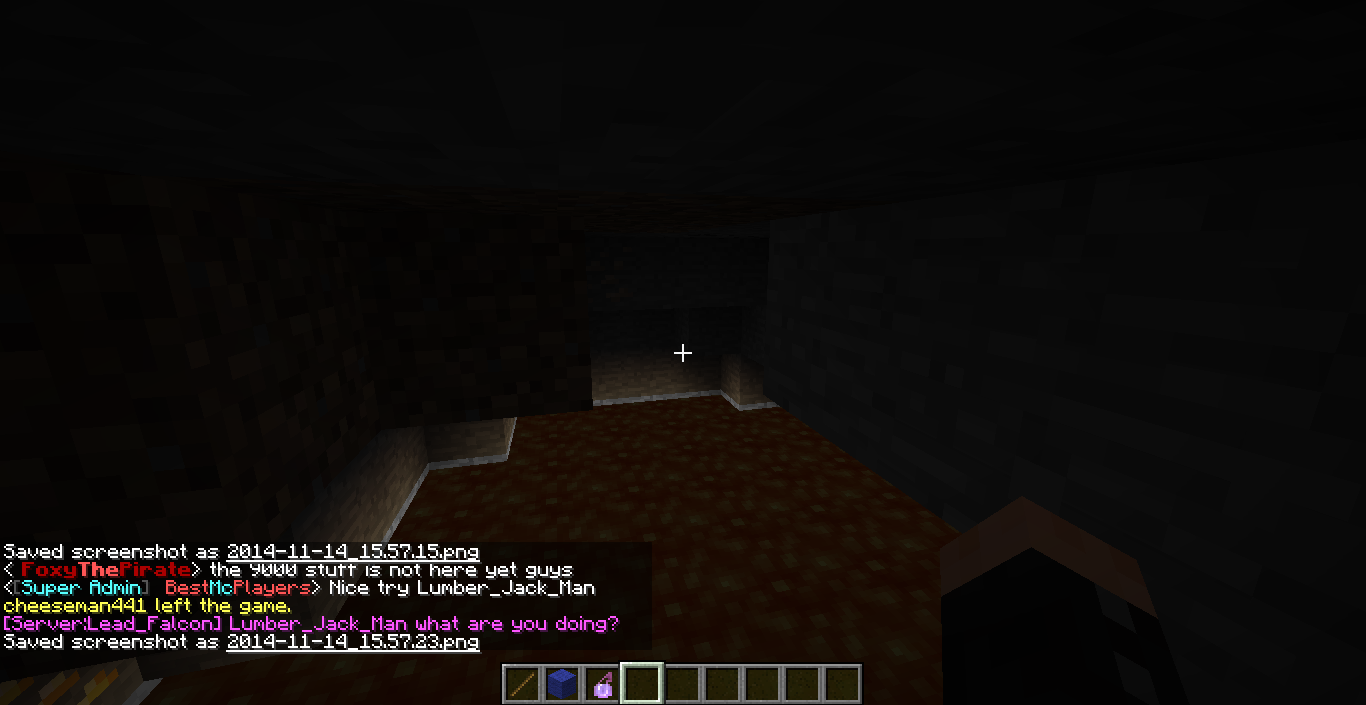 Saved screenshot as 2014-11-14_15.57.15.png
< FoxyThePirate> the 9000 stuff is not here yet guys
<[Super Admin] BestMcPlayers> Nice try Lumber_Jack_Man
cheeseman441 left the game.
[Server:Lead_Falcon] Lumber_Jack_Man what are you doing?
Saved screenshot as 2014-11-14_15.57.23.png